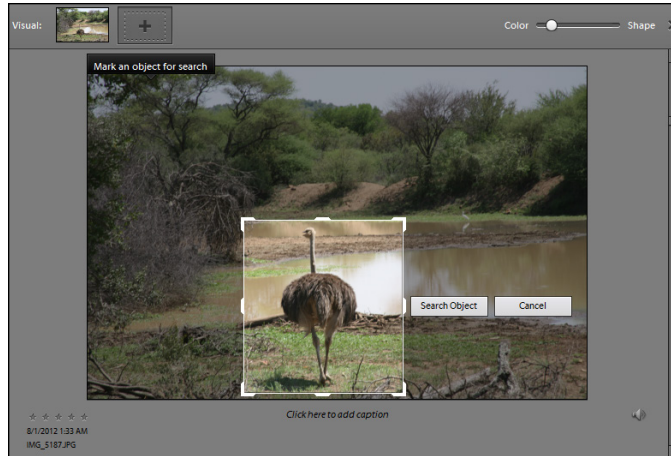 Visual:
Color
Shape
Mark an object for search
Search Object
Cancel
Click here to add caption
8/1/2012 1:33 AM
IMG_5187.JPG